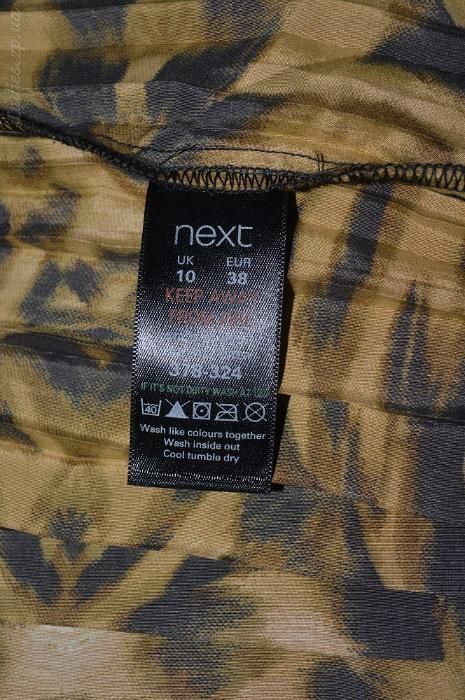 next
UK EUR
10 38
KEEP AWAY
FROM FIRE
378-324
IF IT'S NOT DIRTY WASH AT
40
Wash like colours together
Wash inside out
Cool tumble dry